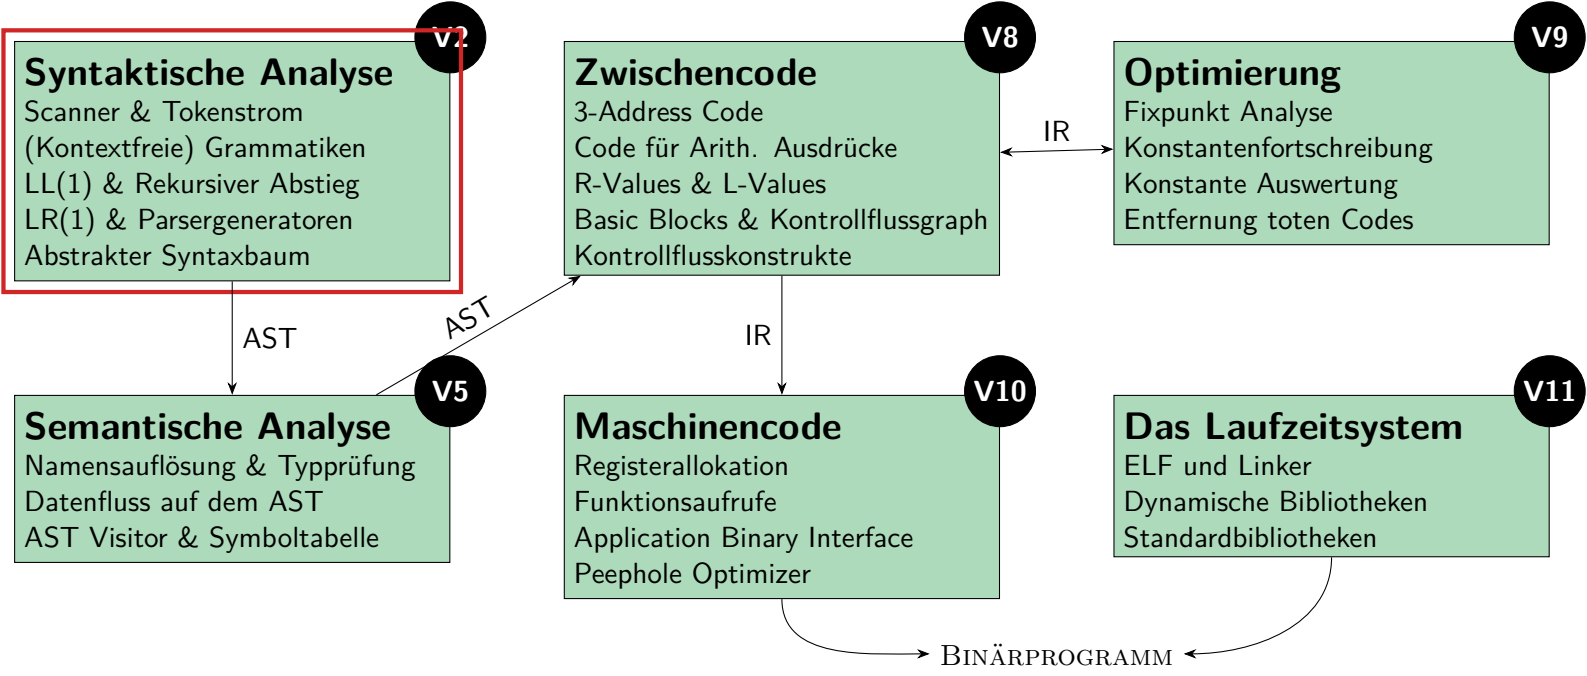 V2
Syntaktische Analyse
Scanner & Tokenstrom
(Kontextfreie) Grammatiken
LL(1) & Rekursiver Abstieg
LR(1) & Parsergeneratoren
Abstrakter Syntaxbaum
AST
V5
Semantische Analyse
Namensauflösung & Typprüfung
Datenfluss auf dem AST
AST Visitor & Symboltabelle
AST
V8
Zwischencode
3-Address Code
Code für Arith. Ausdrücke
R-Values & L-Values
Basic Blocks & Kontrollflussgraph
Kontrollflusskonstrukte
IR
V9
Optimierung
Fixpunkt Analyse
Konstantenfortschreibung
Konstante Auswertung
Entfernung toten Codes
IR
V10
Maschinencode
Registerallokation
Funktionsaufrufe
Application Binary Interface
Peephole Optimizer
V11
Das Laufzeitsystem
ELF und Linker
Dynamische Bibliotheken
Standardbibliotheken
BINÄRPROGRAMM